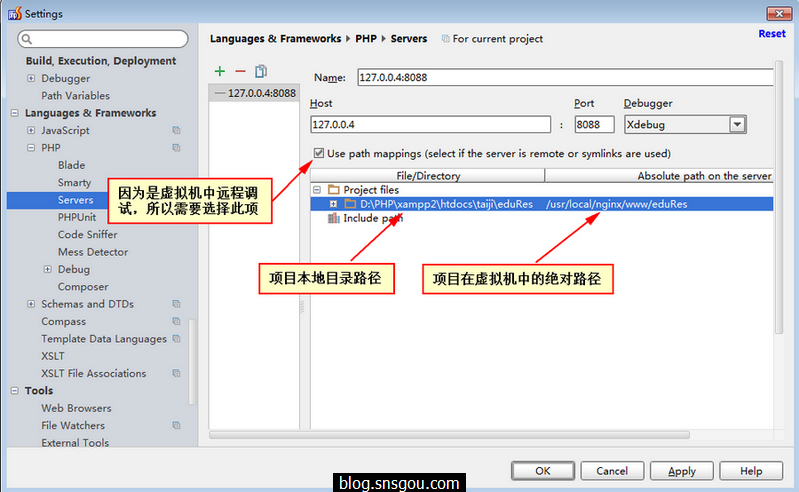 Settings
Reset
Languages & Frameworks ▸ PHP ▸ Servers
For current project
Build, Execution, Deployment
Debugger
Path Variables
Languages & Frameworks
JavaScript
PHP
Blade
Smarty
Servers
PHPUnit
Code Sniffer
Mess Detector
Debug
Composer
Schemas and DTDs
Compass
Template Data Languages
XSLT
XSLT File Associations
Tools
Web Browsers
File Watchers
External Tools
127.0.0.4:8088
Name: 127.0.0.4:8088
Host Port Debugger
127.0.0.4 : 8088 Xdebug
Use path mappings (select if the server is remote or symlinks are used)
File/Directory Absolute path on the server
Project files
D:\PHP\xampp2\htdocs\taiji\eduRes /usr/local/nginx/www/eduRes
Include path
因为是虚拟机中远程调
试，所以需要选择此项
项目本地目录路径
项目在虚拟机中的绝对路径
OK Cancel Apply Help
blog.snsgou.com